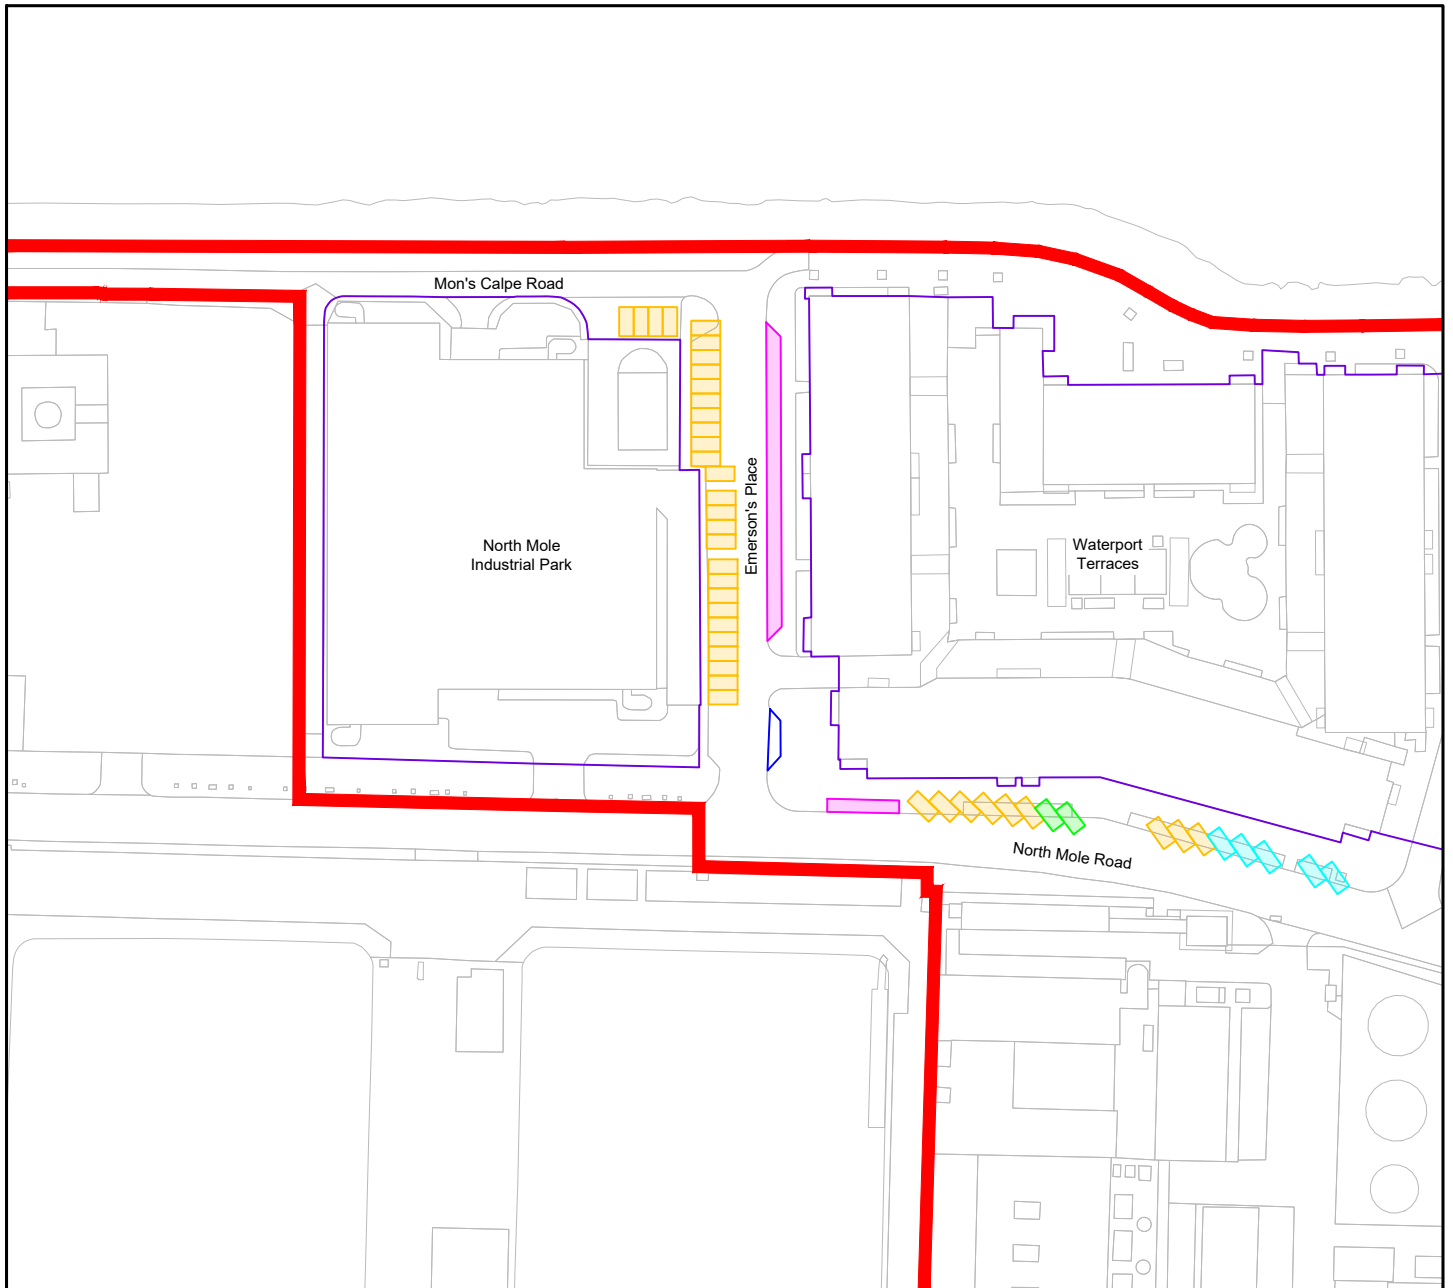 Mon's Calpe Road
Emerson's Place
North Mole
Industrial Park
Waterport
Terraces
North Mole Road